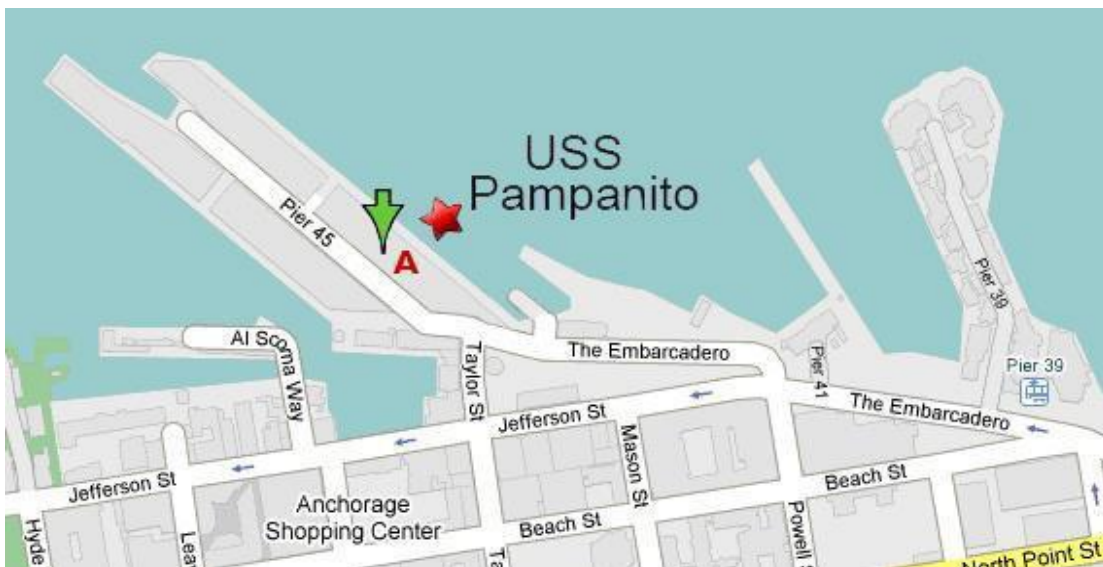 USS
Pampanito
Pier 45
A
Pier 39
Al Scoma Way
Taylor St
The Embarcadero
Pier 41
Pier 39
Jefferson St
The Embarcadero
Mason St
Jefferson St
Beach St
Anchorage
Shopping Center
Beach St
Powell
Hyde
North Point St